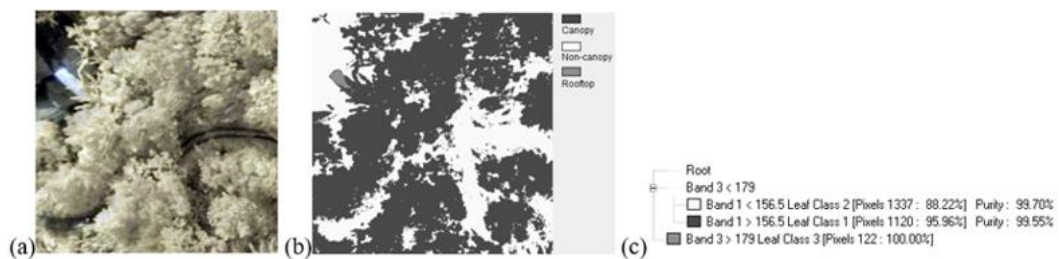 Canopy
Non-canopy
Rooftop
Root
Band 3 < 179
Band 1 < 156.5 Leaf Class 2 [Pixels 1337 : 88.22%] Purity : 99.70%
Band 1 > 156.5 Leaf Class 1 [Pixels 1120 : 95.96%] Purity : 99.55%
Band 3 > 179 Leaf Class 3 [Pixels 122 : 100.00%]
(a) (b) (c)